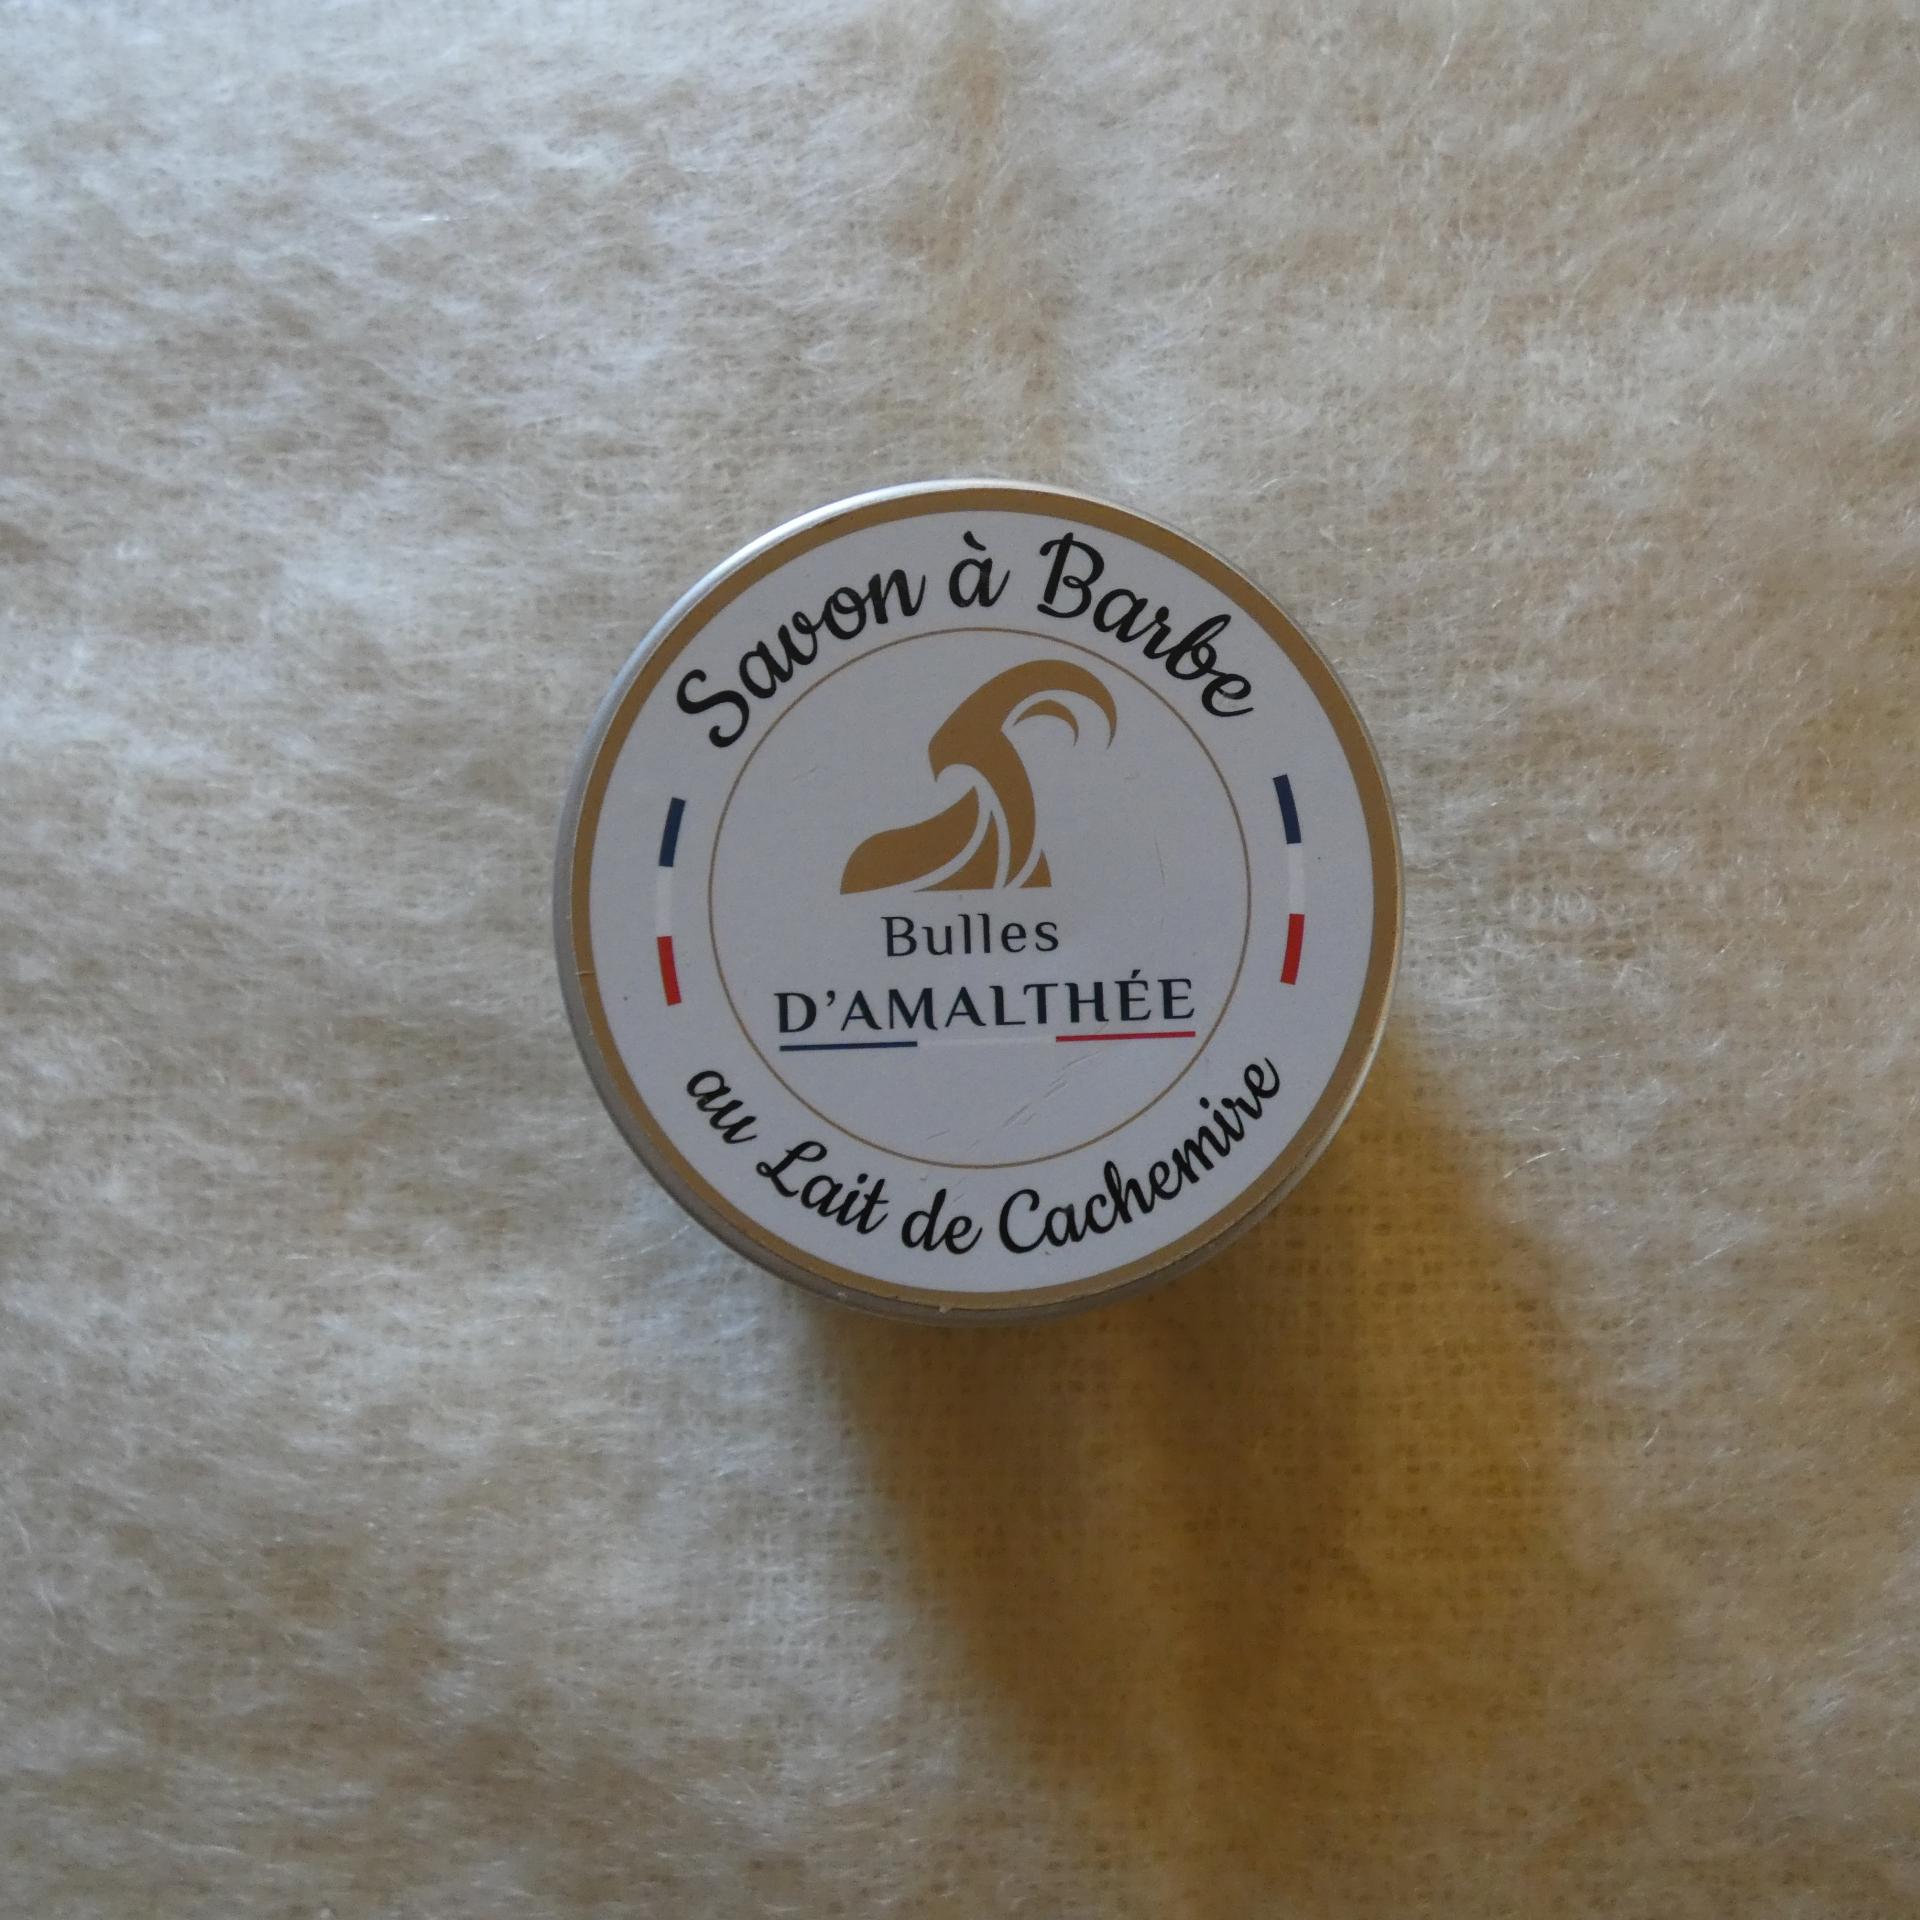 Savon à Barbe
Bulles
D'AMALTHÉE
au Lait de Cachemire